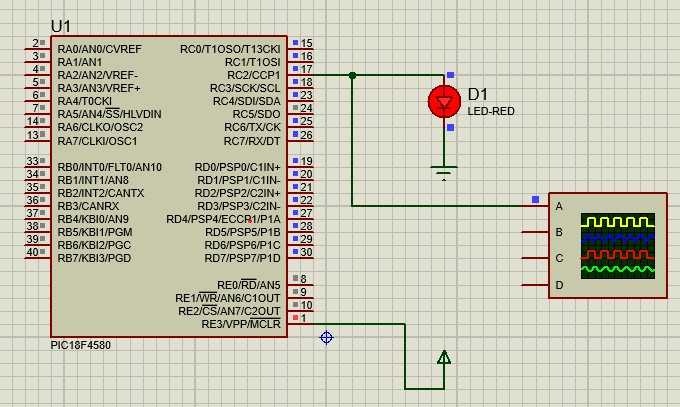 U1
2 RA0/AN0/CVREF RC0/T1OSO/T13CKI 15
3 RA1/AN1 RC1/T1OSI 16
4 RA2/AN2/VREF- RC2/CCP1 17
5 RA3/AN3/VREF+ RC3/SCK/SCL 18
6 RA4/T0CKI RC4/SDI/SDA 23
7 RA5/AN4/SS/HLVDIN RC5/SDO 24
14 RA6/CLKO/OSC2 RC6/TX/CK 25
13 RA7/CLKI/OSC1 RC7/RX/DT 26
33 RB0/INT0/FLT0/AN10 RD0/PSP0/C1IN+ 19
34 RB1/INT1/AN8 RD1/PSP1/C1IN- 20
35 RB2/INT2/CANTX RD2/PSP2/C2IN+ 21
36 RB3/CANRX RD3/PSP3/C2IN- 22
37 RB4/KBI0/AN9 RD4/PSP4/ECCP1/P1A 27
38 RB5/KBI1/PGM RD5/PSP5/P1B 28
39 RB6/KBI2/PGC RD6/PSP6/P1C 29
40 RB7/KBI3/PGD RD7/PSP7/P1D 30
RE0/RD/AN5 8
RE1/WR/AN6/C1OUT 9
RE2/CS/AN7/C2OUT 10
RE3/VPP/MCLR 1
PIC18F4580
D1
LED-RED
A
B
C
D